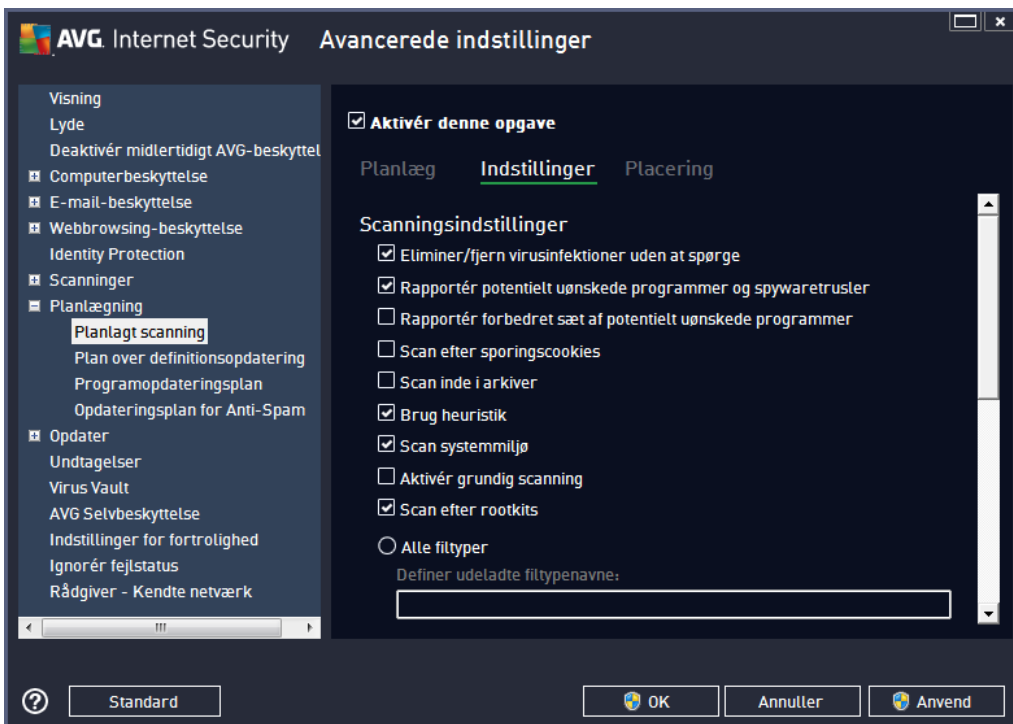 AVG Internet Security Avancerede indstillinger
Visning
Lyde
Deaktivér midlertidigt AVG-beskyttel
Computerbeskyttelse
E-mail-beskyttelse
Webbrowsing-beskyttelse
Identity Protection
Scanninger
Planlægning
Planlagt scanning
Plan over definitionsopdatering
Programopdateringsplan
Opdateringsplan for Anti-Spam
Opdater
Undtagelser
Virus Vault
AVG Selvbeskyttelse
Indstillinger for fortrolighed
Ignorér fejlstatus
Rådgiver - Kendte netværk
Aktivér denne opgave
Planlæg Indstillinger Placering
Scanningsindstillinger
Eliminer/fjern virusinfektioner uden at spørge
Rapportér potentielt uønskede programmer og spywaretrusler
Rapportér forbedret sæt af potentielt uønskede programmer
Scan efter sporingscookies
Scan inde i arkiver
Brug heuristik
Scan systemmiljø
Aktivér grundig scanning
Scan efter rootkits
Alle filtyper
Definer udeladte filtypenavne:
? Standard OK Annuller Anvend